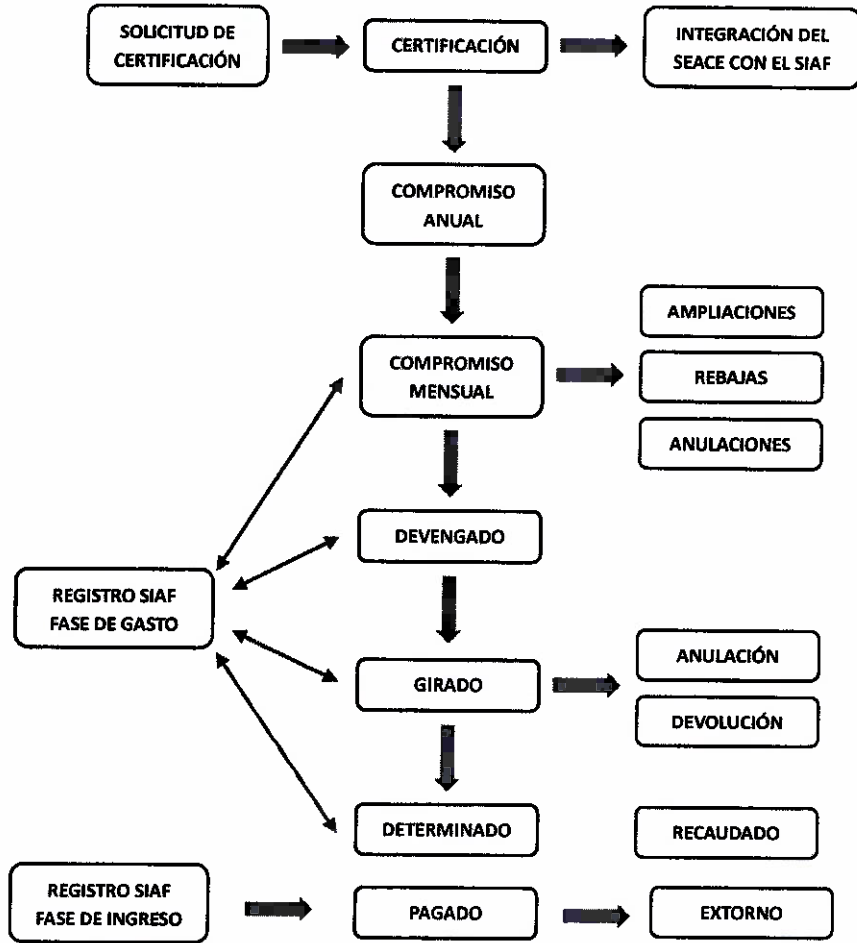 SOLICITUD DE
CERTIFICACIÓN
CERTIFICACIÓN
INTEGRACIÓN DEL
SEACE CON EL SIAF
COMPROMISO
ANUAL
COMPROMISO
MENSUAL
AMPLIACIONES
REBAJAS
ANULACIONES
DEVENGADO
REGISTRO SIAF
FASE DE GASTO
GIRADO
ANULACIÓN
DEVOLUCIÓN
DETERMINADO
RECAUDADO
REGISTRO SIAF
FASE DE INGRESO
PAGADO
EXTORNO